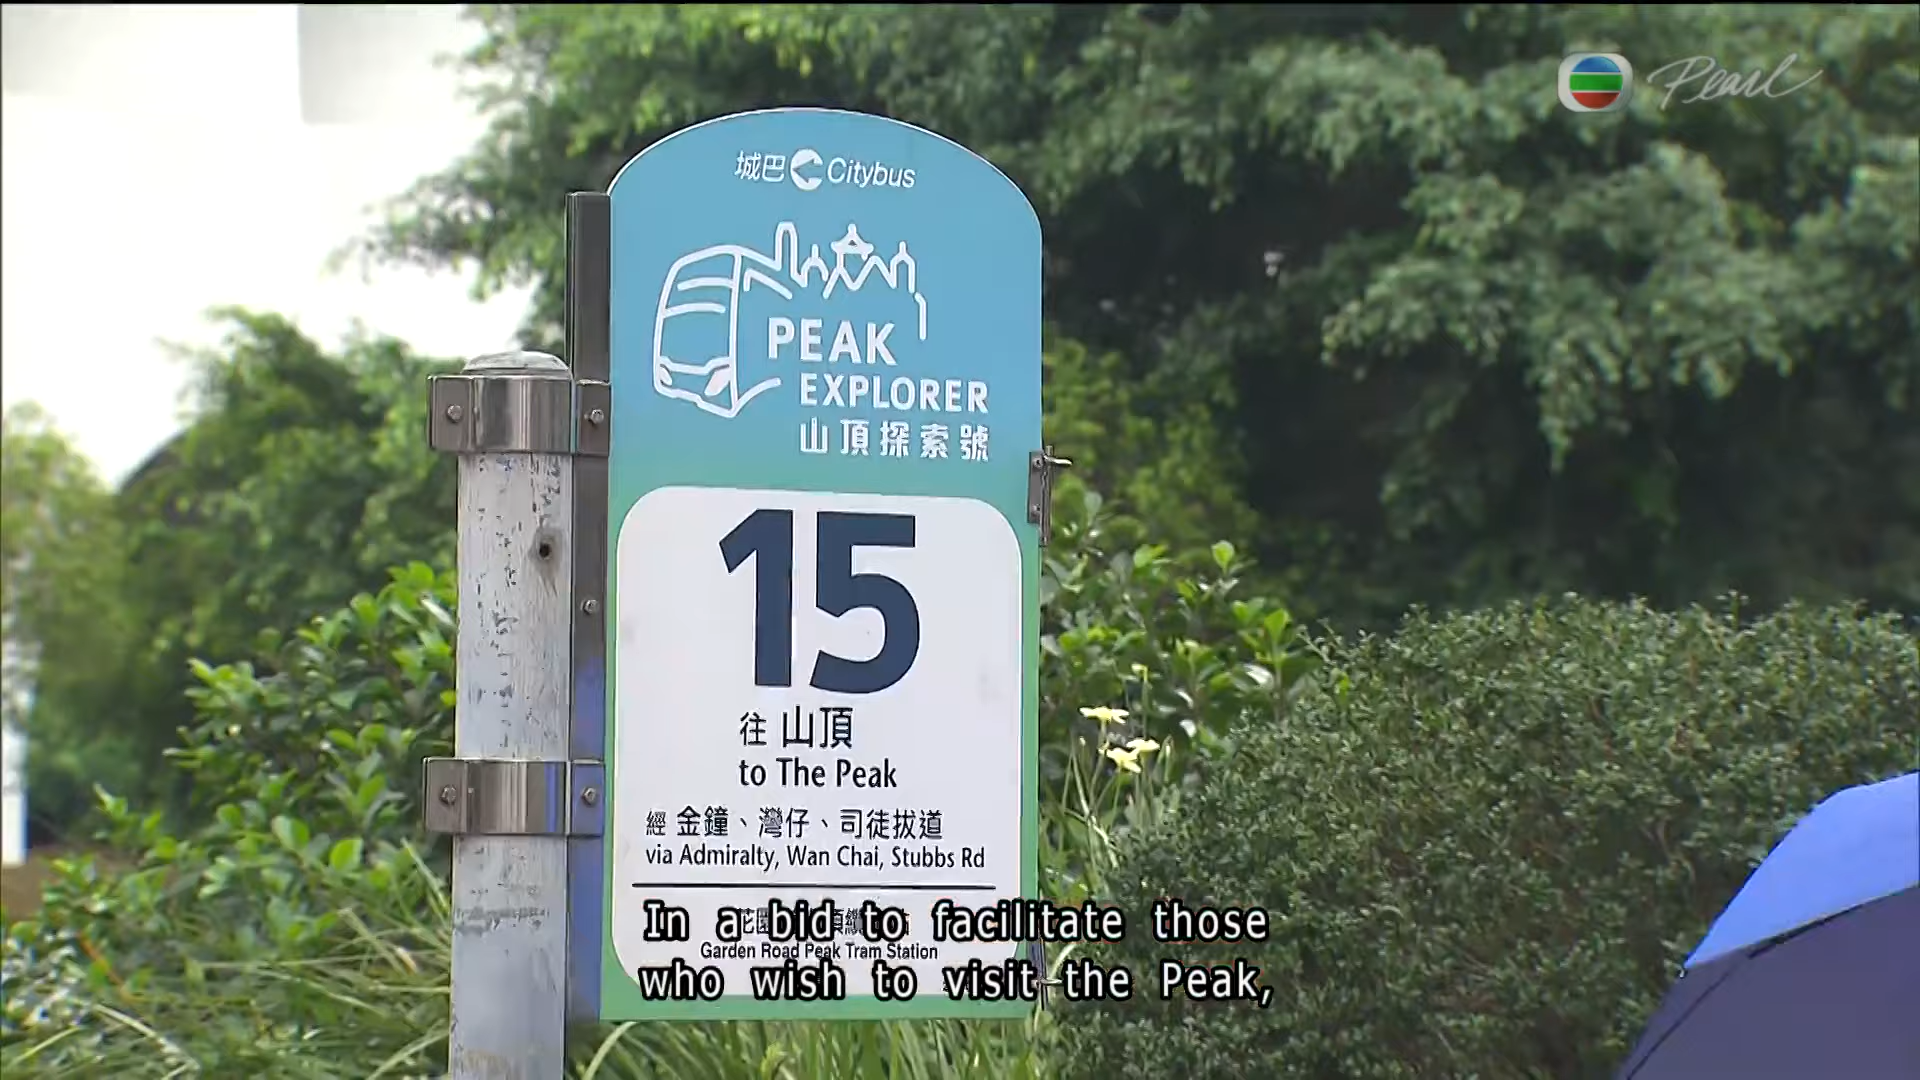 Pearl
城巴 Citybus
PEAK
EXPLORER
山頂探索號
15
往 山頂
to The Peak
經 金鐘、灣仔、司徒拔道
via Admiralty, Wan Chai, Stubbs Rd
Garden Road Peak Tram Station
In a bid to facilitate those
who wish to visit the Peak,